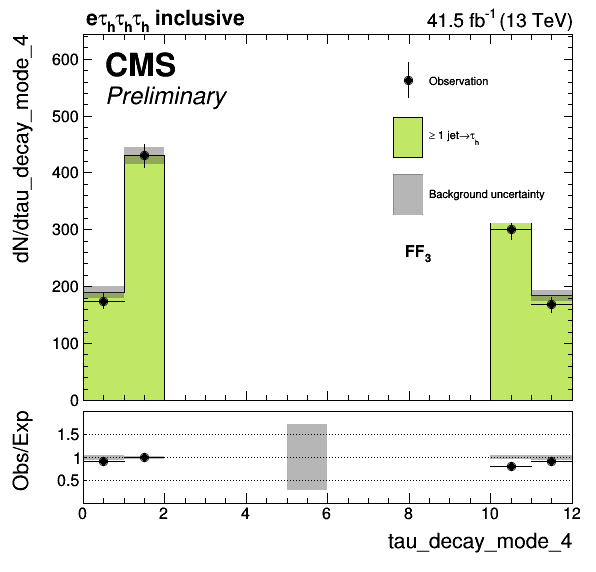 eτhτhτh inclusive
41.5 fb-1 (13 TeV)
CMS
Preliminary
Observation
≥ 1 jet→τh
Background uncertainty
FF3
dN/dtau_decay_mode_4
600
500
400
300
200
100
0
Obs/Exp
1.5
1
0.5
0 2 4 6 8 10 12
tau_decay_mode_4